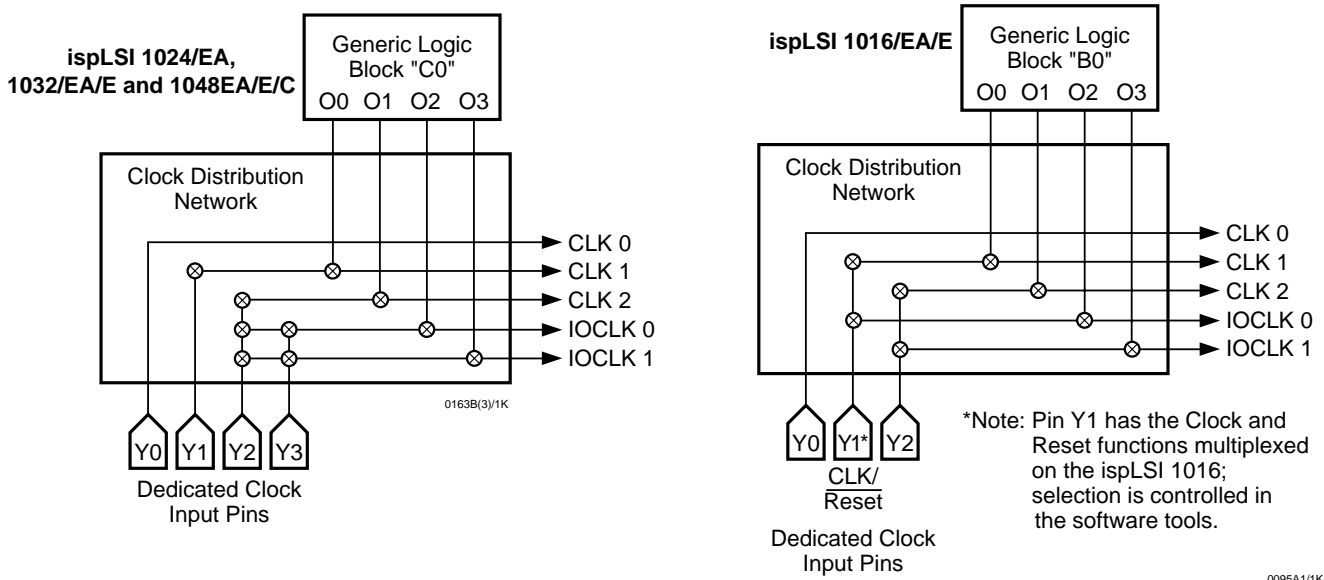 ispLSI 1024/EA,
1032/EA/E and 1048EA/E/C
Generic Logic
Block "C0"
O0 O1 O2 O3
Clock Distribution
Network
CLK 0
CLK 1
CLK 2
IOCLK 0
IOCLK 1
0163B(3)/1K
Y0 Y1 Y2 Y3
Dedicated Clock
Input Pins
ispLSI 1016/EA/E
Generic Logic
Block "B0"
O0 O1 O2 O3
Clock Distribution
Network
CLK 0
CLK 1
CLK 2
IOCLK 0
IOCLK 1
Y0 Y1* Y2
CLK/
Reset
Dedicated Clock
Input Pins
*Note: Pin Y1 has the Clock and
Reset functions multiplexed
on the ispLSI 1016;
selection is controlled in
the software tools.
0095A1/1K